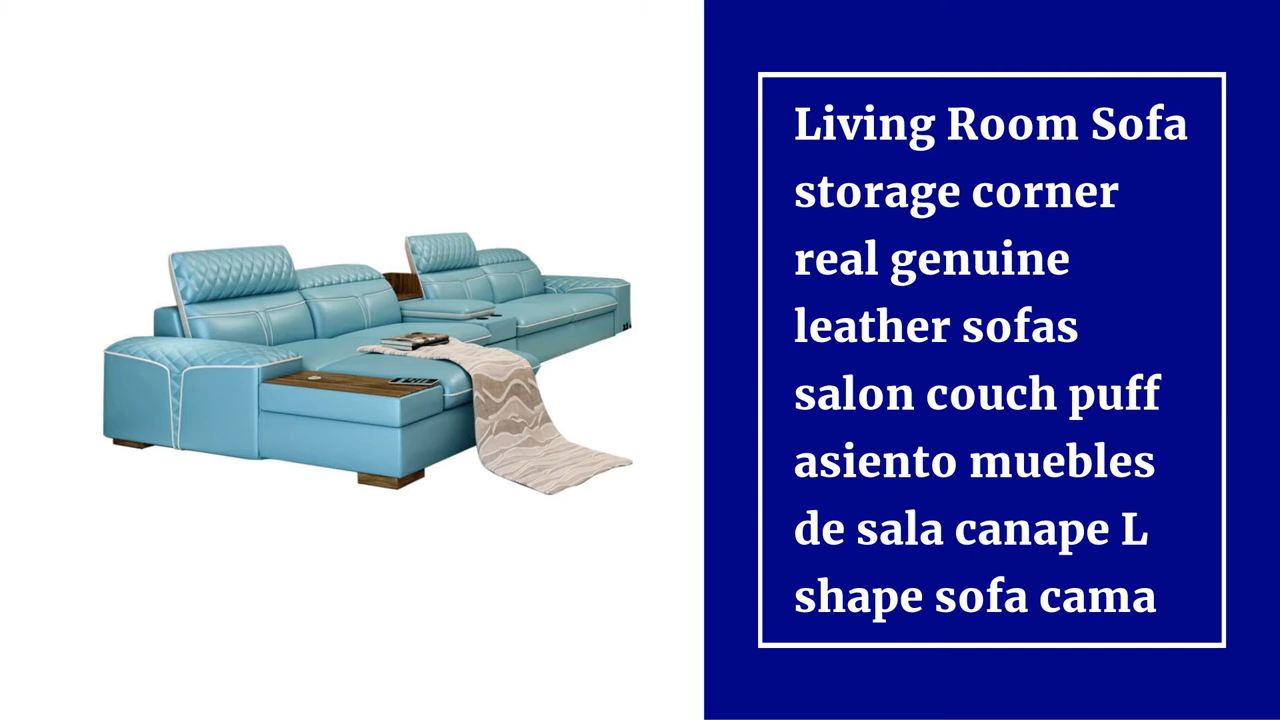 Living Room Sofa
storage corner
real genuine
leather sofas
salon couch puff
asiento muebles
de sala canape L
shape sofa cama